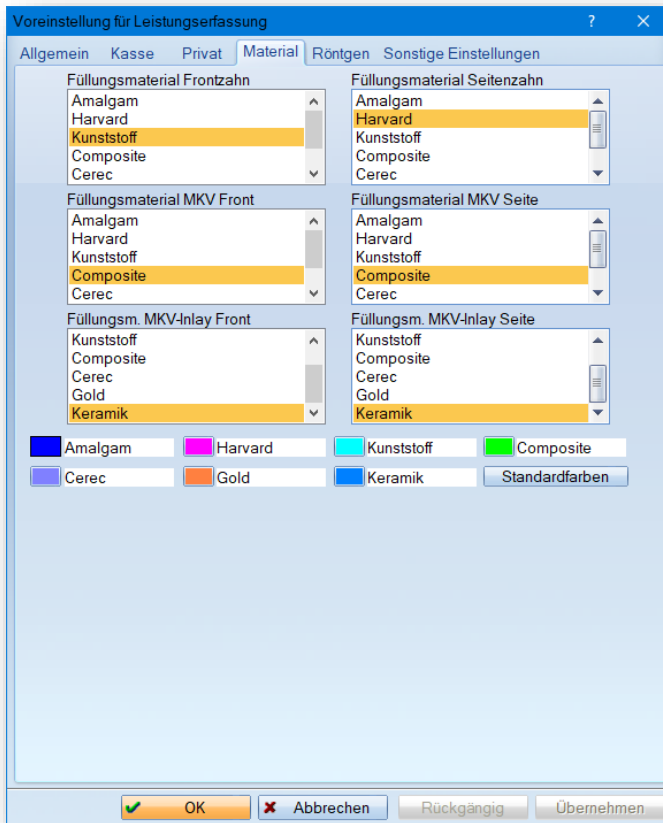 Voreinstellung für Leistungserfassung ?
Allgemein Kasse Privat Material Röntgen Sonstige Einstellungen
Füllungsmaterial Frontzahn
Amalgam
Harvard
Kunststoff
Composite
Cerec
Füllungsmaterial Seitenzahn
Amalgam
Harvard
Kunststoff
Composite
Cerec
Füllungsmaterial MKV Front
Amalgam
Harvard
Kunststoff
Composite
Cerec
Füllungsmaterial MKV Seite
Amalgam
Harvard
Kunststoff
Composite
Cerec
Füllungsm. MKV-Inlay Front
Kunststoff
Composite
Cerec
Gold
Keramik
Füllungsm. MKV-Inlay Seite
Kunststoff
Composite
Cerec
Gold
Keramik
Amalgam Harvard Kunststoff Composite
Cerec Gold Keramik Standardfarben
OK Abbrechen Rückgängig Übernehmen